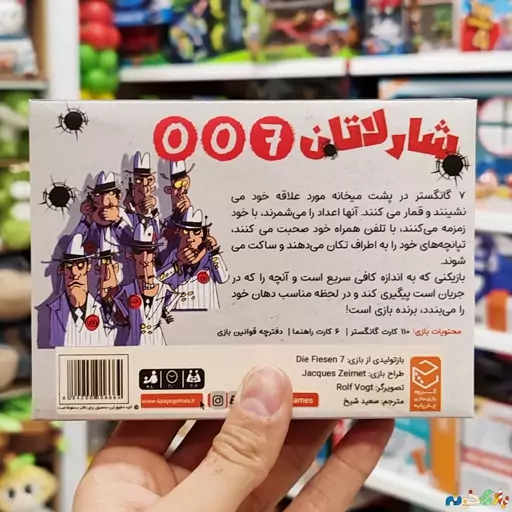 شارلاتان 007
۷ گانگستر در پشت میخانه مورد علاقه خود می
نشینند و قمار می کنند. آنها اعداد را می‌شمرند، با خود
زمزمه می‌کنند، با تلفن همراه خود صحبت می کنند،
تپانچه‌های خود را به اطراف تکان می‌دهند و ساکت می
شوند.
بازیکنی که به اندازه کافی سریع است و آنچه را که در
جریان است پیگیری کند و در لحظه مناسب دهان خود
را می‌بندد، برنده بازی است!
محتویات بازی: ۱۱۰ کارت گانگستر | ۶ کارت راهنما | دفترچه قوانین بازی
بازتولیدی از بازی: Die Fiesen 7
طراح بازی: Jacques Zeimet
تصویرگر: Rolf Vogt
مترجم: سعید شیخ
www.4payegames.ir
games